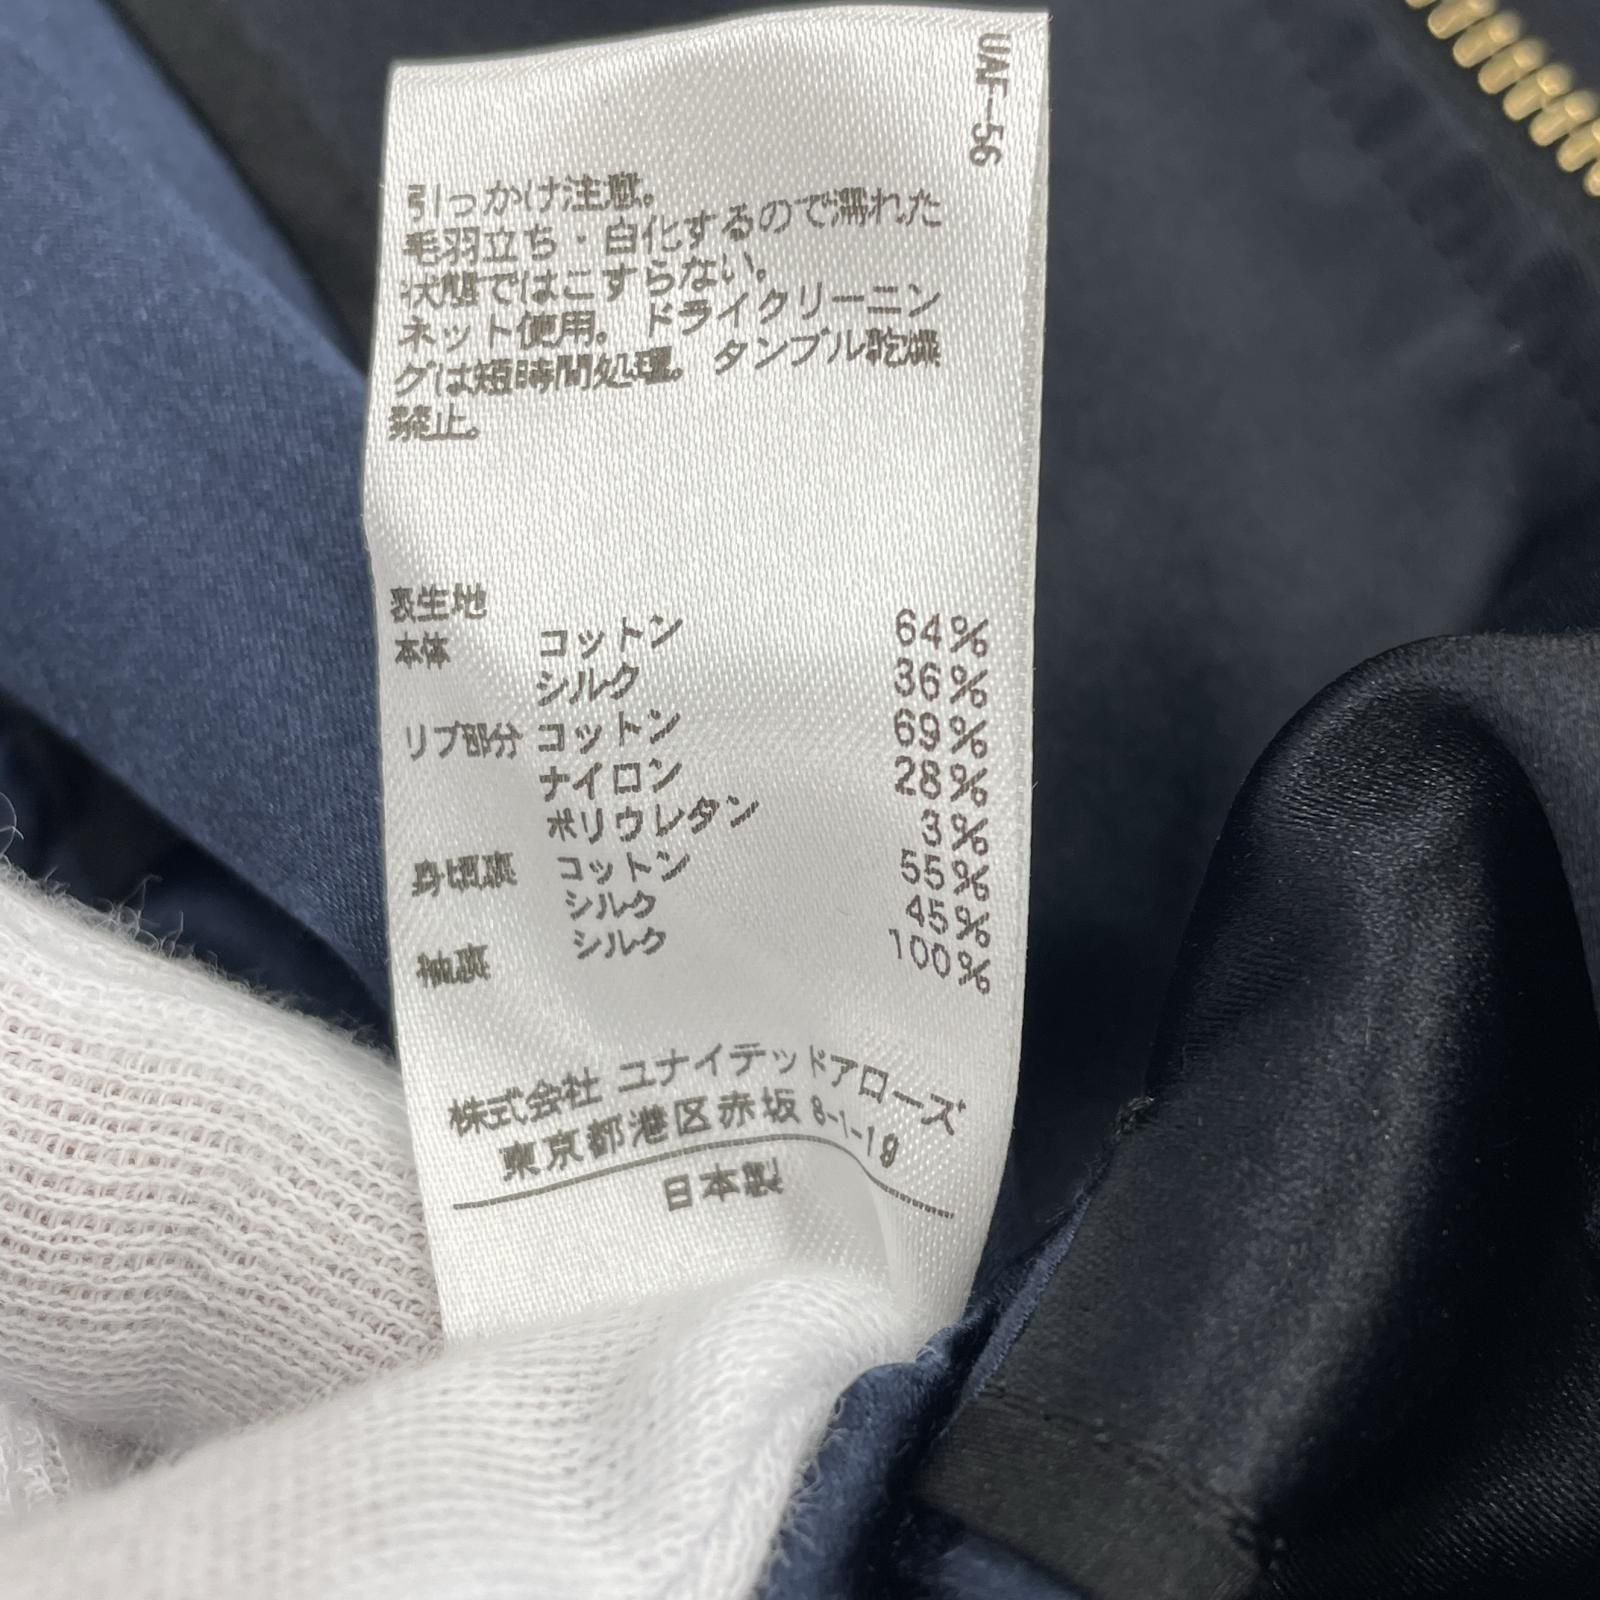 UAF-56
引っかけ注意。
毛羽立ち・白化するので濡れた
状態ではこすらない。
ネット使用。ドライクリーニン
グは短時間処理。タンブル乾燥
禁止。
表生地
本体 コットン 64%
シルク 36%
リブ部分 コットン 69%
ナイロン 28%
ポリウレタン 3%
身頃裏 コットン 55%
シルク 45%
袖裏 シルク 100%
株式会社 ユナイテッドアローズ
東京都港区赤坂 8-1-19
日本製